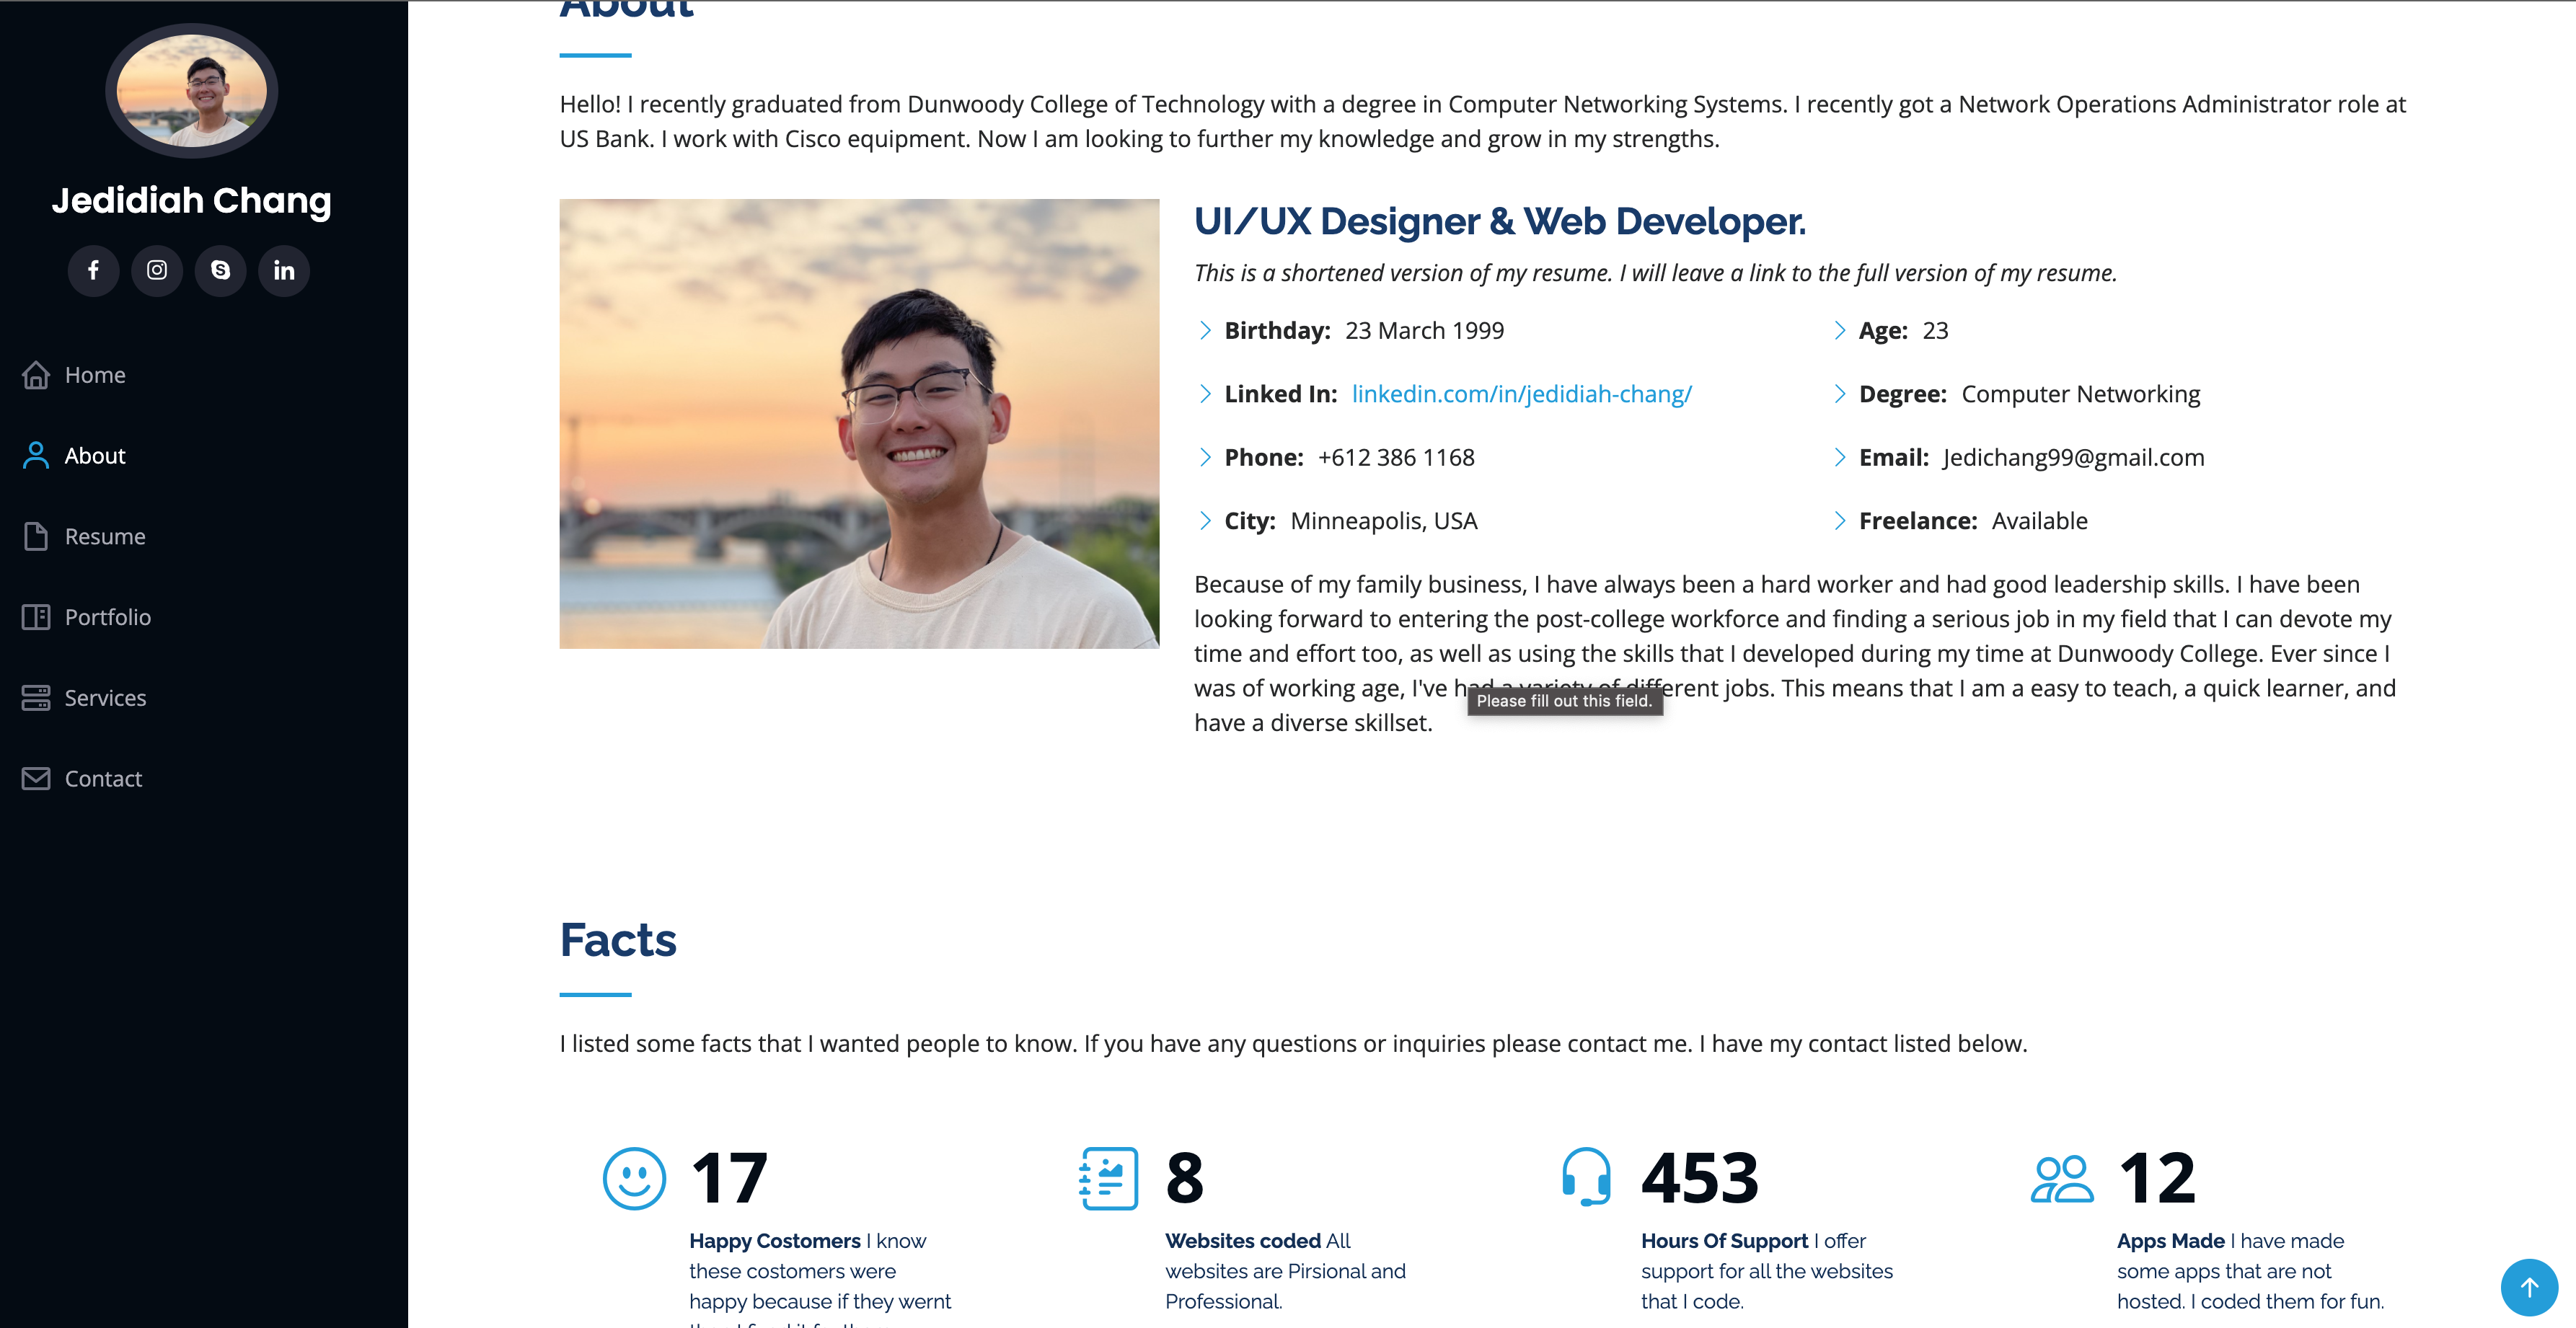 Jedidiah Chang
Home
About
Resume
Portfolio
Services
Contact
About
Hello! I recently graduated from Dunwoody College of Technology with a degree in Computer Networking Systems. I recently got a Network Operations Administrator role at
US Bank. I work with Cisco equipment. Now I am looking to further my knowledge and grow in my strengths.
UI/UX Designer & Web Developer.
This is a shortened version of my resume. I will leave a link to the full version of my resume.
Birthday: 23 March 1999
Age: 23
Linked In: linkedin.com/in/jedidiah-chang/
Degree: Computer Networking
Phone: +612 386 1168
Email: Jedichang99@gmail.com
City: Minneapolis, USA
Freelance: Available
Because of my family business, I have always been a hard worker and had good leadership skills. I have been
looking forward to entering the post-college workforce and finding a serious job in my field that I can devote my
time and effort too, as well as using the skills that I developed during my time at Dunwoody College. Ever since I
was of working age, I've had a variety of different jobs. This means that I am a easy to teach, a quick learner, and
Please fill out this field.
have a diverse skillset.
Facts
I listed some facts that I wanted people to know. If you have any questions or inquiries please contact me. I have my contact listed below.
17
Happy Costomers I know
these costomers were
happy because if they wernt
8
Websites coded All
websites are Pirsional and
Professional.
453
Hours Of Support I offer
support for all the websites
that I code.
12
Apps Made I have made
some apps that are not
hosted. I coded them for fun.